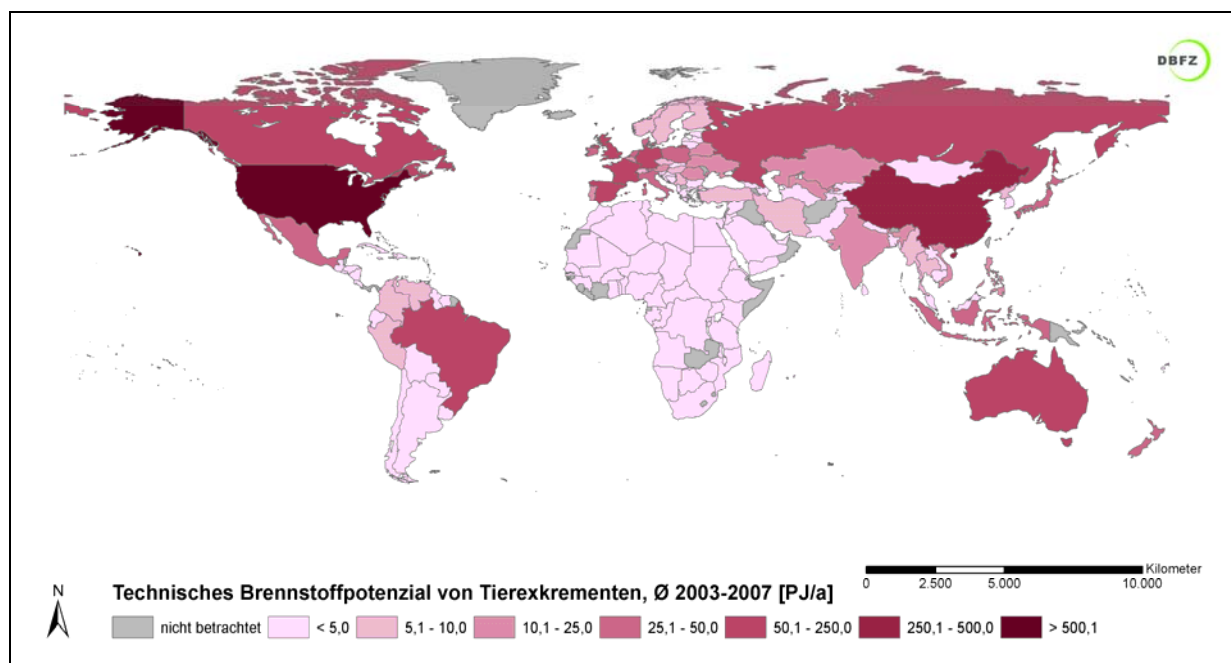 DBFZ
Kilometer
0 2.500 5.000 10.000
N
Technisches Brennstoffpotenzial von Tierexkrementen, Ø 2003-2007 [PJ/a]
nicht betrachtet < 5,0 5,1 - 10,0 10,1 - 25,0 25,1 - 50,0 50,1 - 250,0 250,1 - 500,0 > 500,1